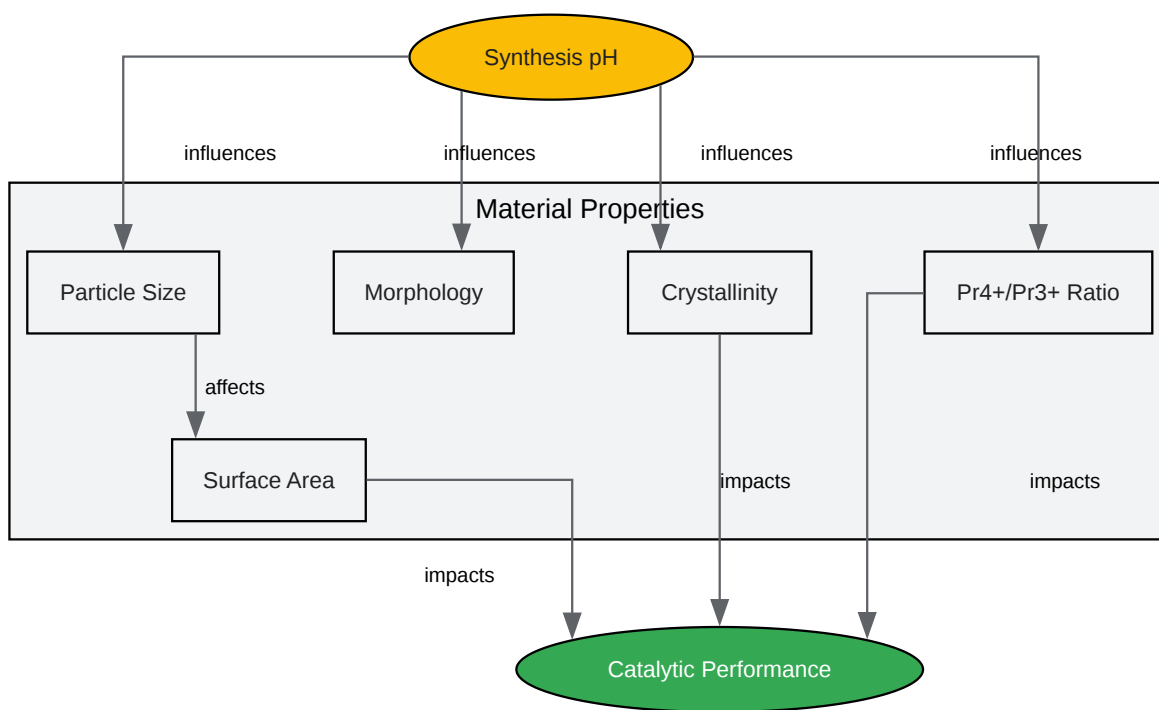 Synthesis pH
influences
influences
influences
influences
Material Properties
Particle Size
Morphology
Crystallinity
Pr4+/Pr3+ Ratio
affects
Surface Area
impacts
impacts
impacts
Catalytic Performance